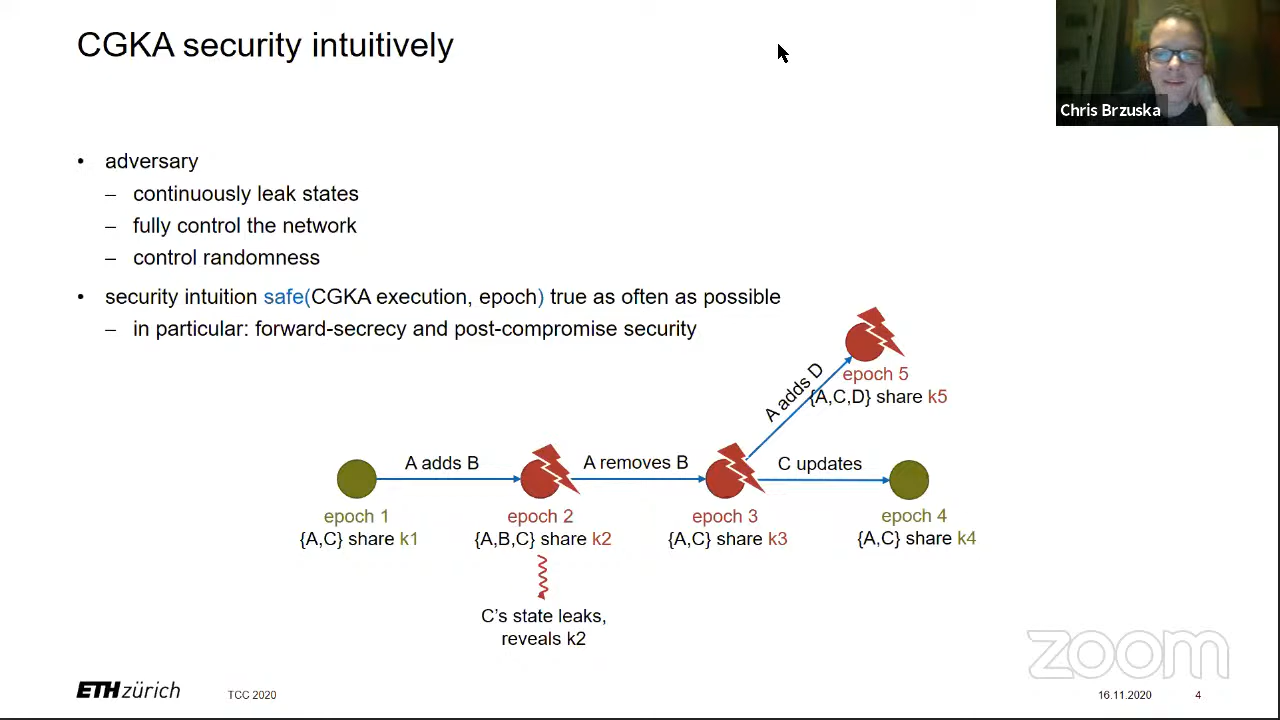 CGKA security intuitively
Chris Brzuska
• adversary
– continuously leak states
– fully control the network
– control randomness
• security intuition safe(CGKA execution, epoch) true as often as possible
– in particular: forward-secrecy and post-compromise security
A adds D
epoch 5
{A,C,D} share k5
A adds B
A removes B
C updates
epoch 1
{A,C} share k1
epoch 2
{A,B,C} share k2
epoch 3
{A,C} share k3
epoch 4
{A,C} share k4
C's state leaks,
reveals k2
zoom
ETH zürich
TCC 2020
16.11.2020
4